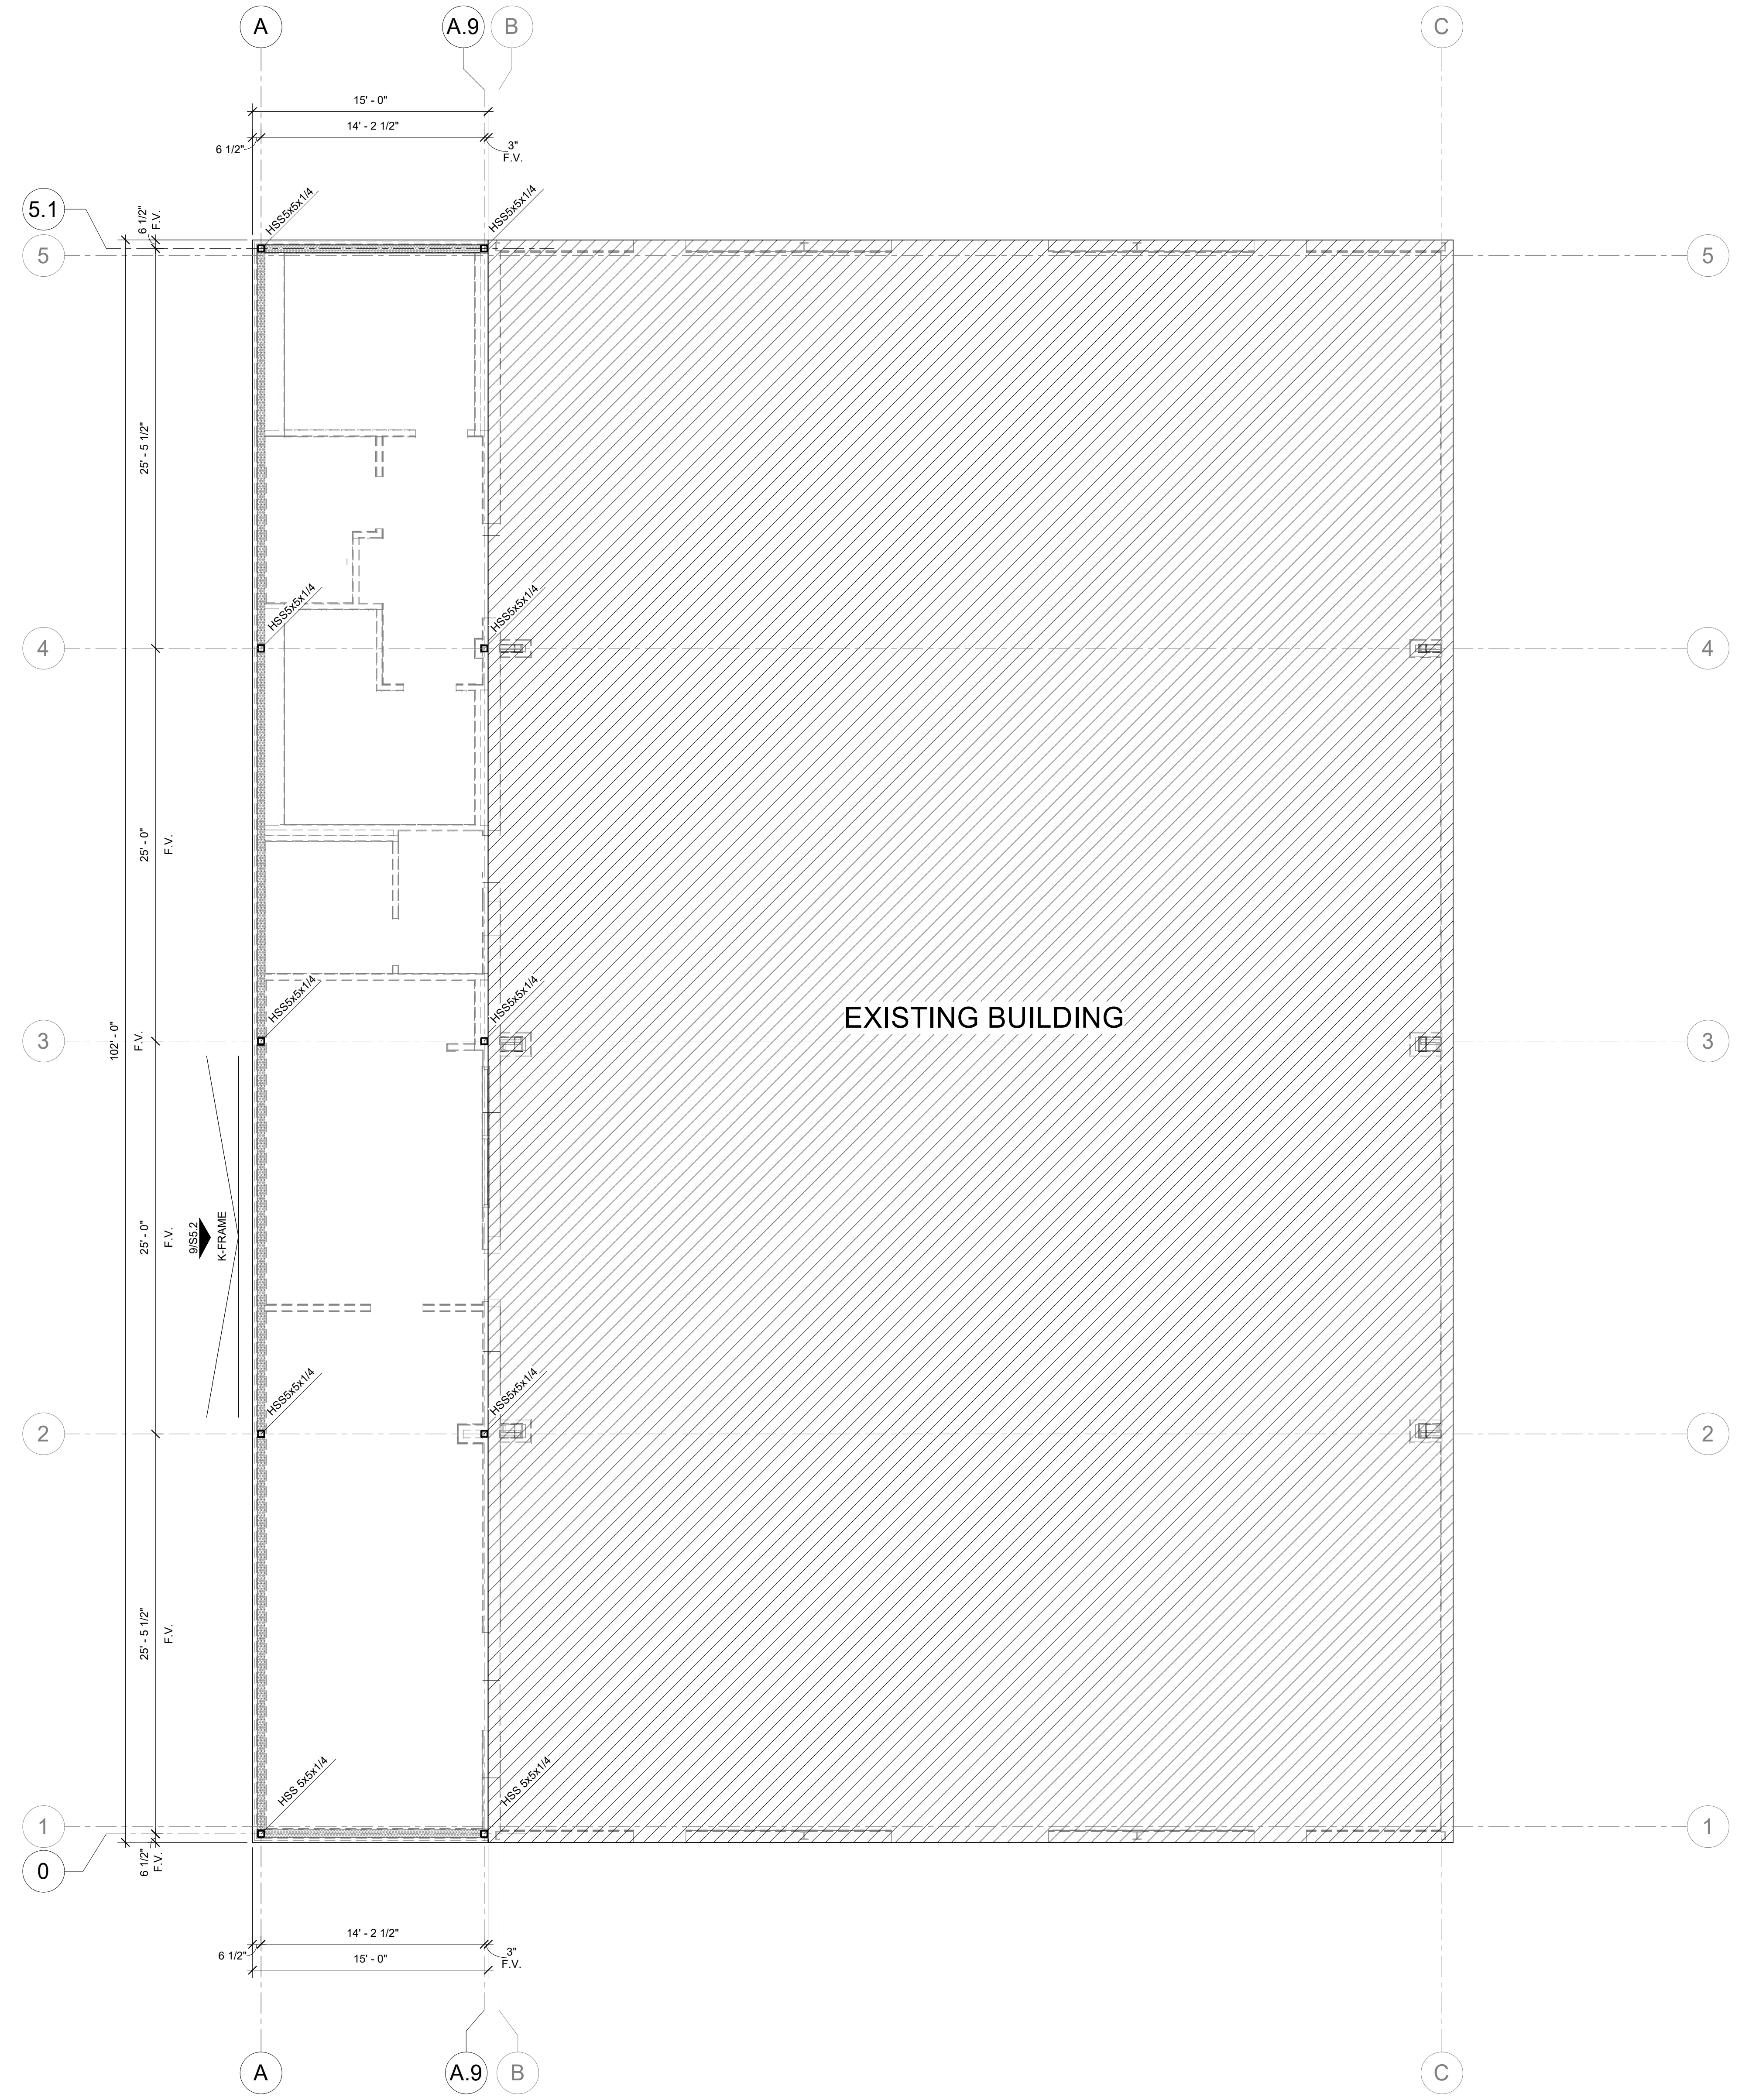 A
A.9
B
C
15' - 0"
14' - 2 1/2"
6 1/2"
3"
F.V.
5.1
6 1/2"
F.V.
HSS5x5x1/4
HSS5x5x1/4
5
5
25' - 5 1/2"
HSS5x5x1/4
HSS5x5x1/4
4
4
25' - 0"
F.V.
HSS5x5x1/4
HSS5x5x1/4
EXISTING BUILDING
102' - 0"
F.V.
3
3
25' - 0"
F.V.
9/S5.2
K-FRAME
HSS5x5x1/4
HSS5x5x1/4
2
2
25' - 5 1/2"
F.V.
HSS 5x5x1/4
HSS 5x5x1/4
1
1
6 1/2"
F.V.
0
14' - 2 1/2"
6 1/2"
3"
F.V.
15' - 0"
A
A.9
B
C